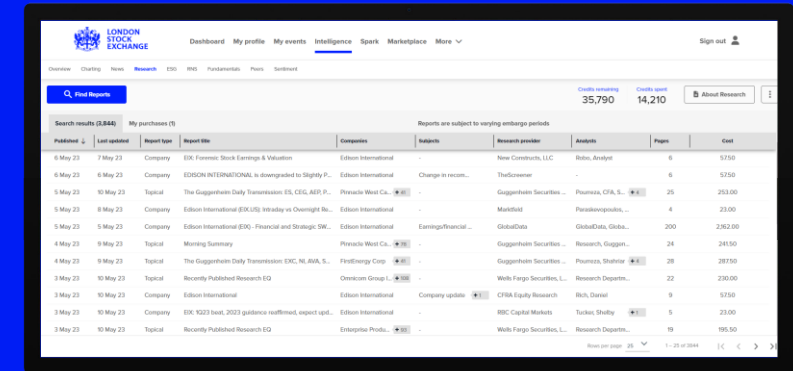 LONDON
STOCK
EXCHANGE
Dashboard My profile My events Intelligence Spark Marketplace More
Sign out
Overview Charting News Research ESG RNS Fundamentals Peers Sentiment
Find Reports
Credits remaining
35,790
Credits spent
14,210
About Research
Search results (3,844) My purchases (1) Reports are subject to varying embargo periods
Published Last updated Report type Report title Companies Subjects Research provider Analysts Pages Cost
6 May 23 7 May 23 Company EIX: Forensic Stock Earnings & Valuation Edison International - New Constructs, LLC Robo, Analyst 6 57.50
6 May 23 6 May 23 Company EDISON INTERNATIONAL is downgraded to Slightly P... Edison International Change in recom... TheScreener - 6 57.50
5 May 23 10 May 23 Topical The Guggenheim Daily Transmission: ES, CEG, AEP, P... Pinnacle West Ca... - Guggenheim Securities ... Pourreza, CFA, S... 25 253.00
5 May 23 8 May 23 Company Edison International (EIX.US): Intraday vs Overnight Re... Edison International - Marktfeld Paraskevopoulos, ... 4 23.00
5 May 23 5 May 23 Company Edison International (EIX) - Financial and Strategic SW... Edison International Earnings/financial ... GlobalData GlobalData, Globa... 200 2,162.00
4 May 23 9 May 23 Topical Morning Summary Pinnacle West Ca... - Guggenheim Securities ... Research, Guggen... 24 241.50
4 May 23 9 May 23 Topical The Guggenheim Daily Transmission: EXC, NI, AVA, S... FirstEnergy Corp - Guggenheim Securities ... Pourreza, Shahriar 28 287.50
3 May 23 10 May 23 Topical Recently Published Research EQ Omnicom Group I... - Wells Fargo Securities, L... Research Departm... 22 230.00
3 May 23 10 May 23 Company Edison International Edison International Company update +1 CFRA Equity Research Rich, Daniel 9 57.50
3 May 23 10 May 23 Company EIX: 1Q23 beat, 2023 guidance reaffirmed, expect upd... Edison International - RBC Capital Markets Tucker, Shelby +1 5 23.00
3 May 23 10 May 23 Topical Recently Published Research EQ Enterprise Produ... - Wells Fargo Securities, L... Research Departm... 19 195.50
Rows per page 25 1 - 25 of 3844